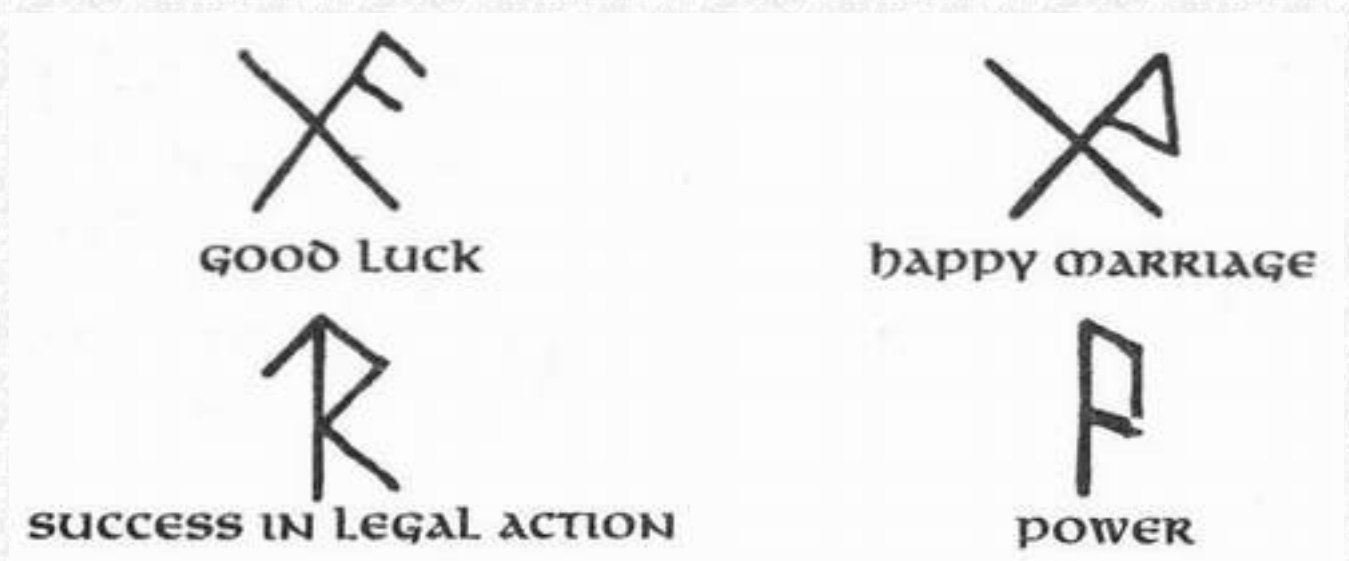 GOOD LUCK
HAPPY MARRIAGE
SUCCESS IN LEGAL ACTION
POWER